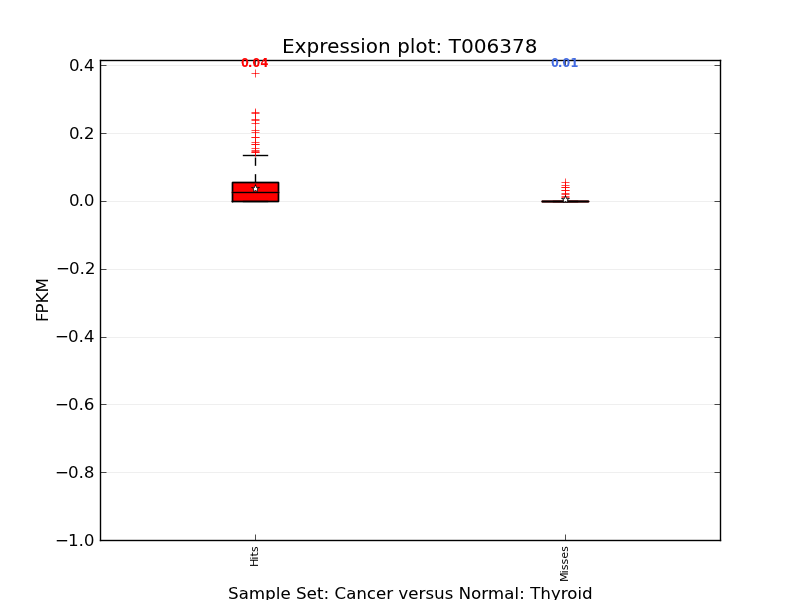 Expression plot: T006378
0.04
0.01
0.4
0.2
0.0
−0.2
−0.4
−0.6
−0.8
−1.0
FPKM
Hits
Misses
Sample Set: Cancer versus Normal: Thyroid